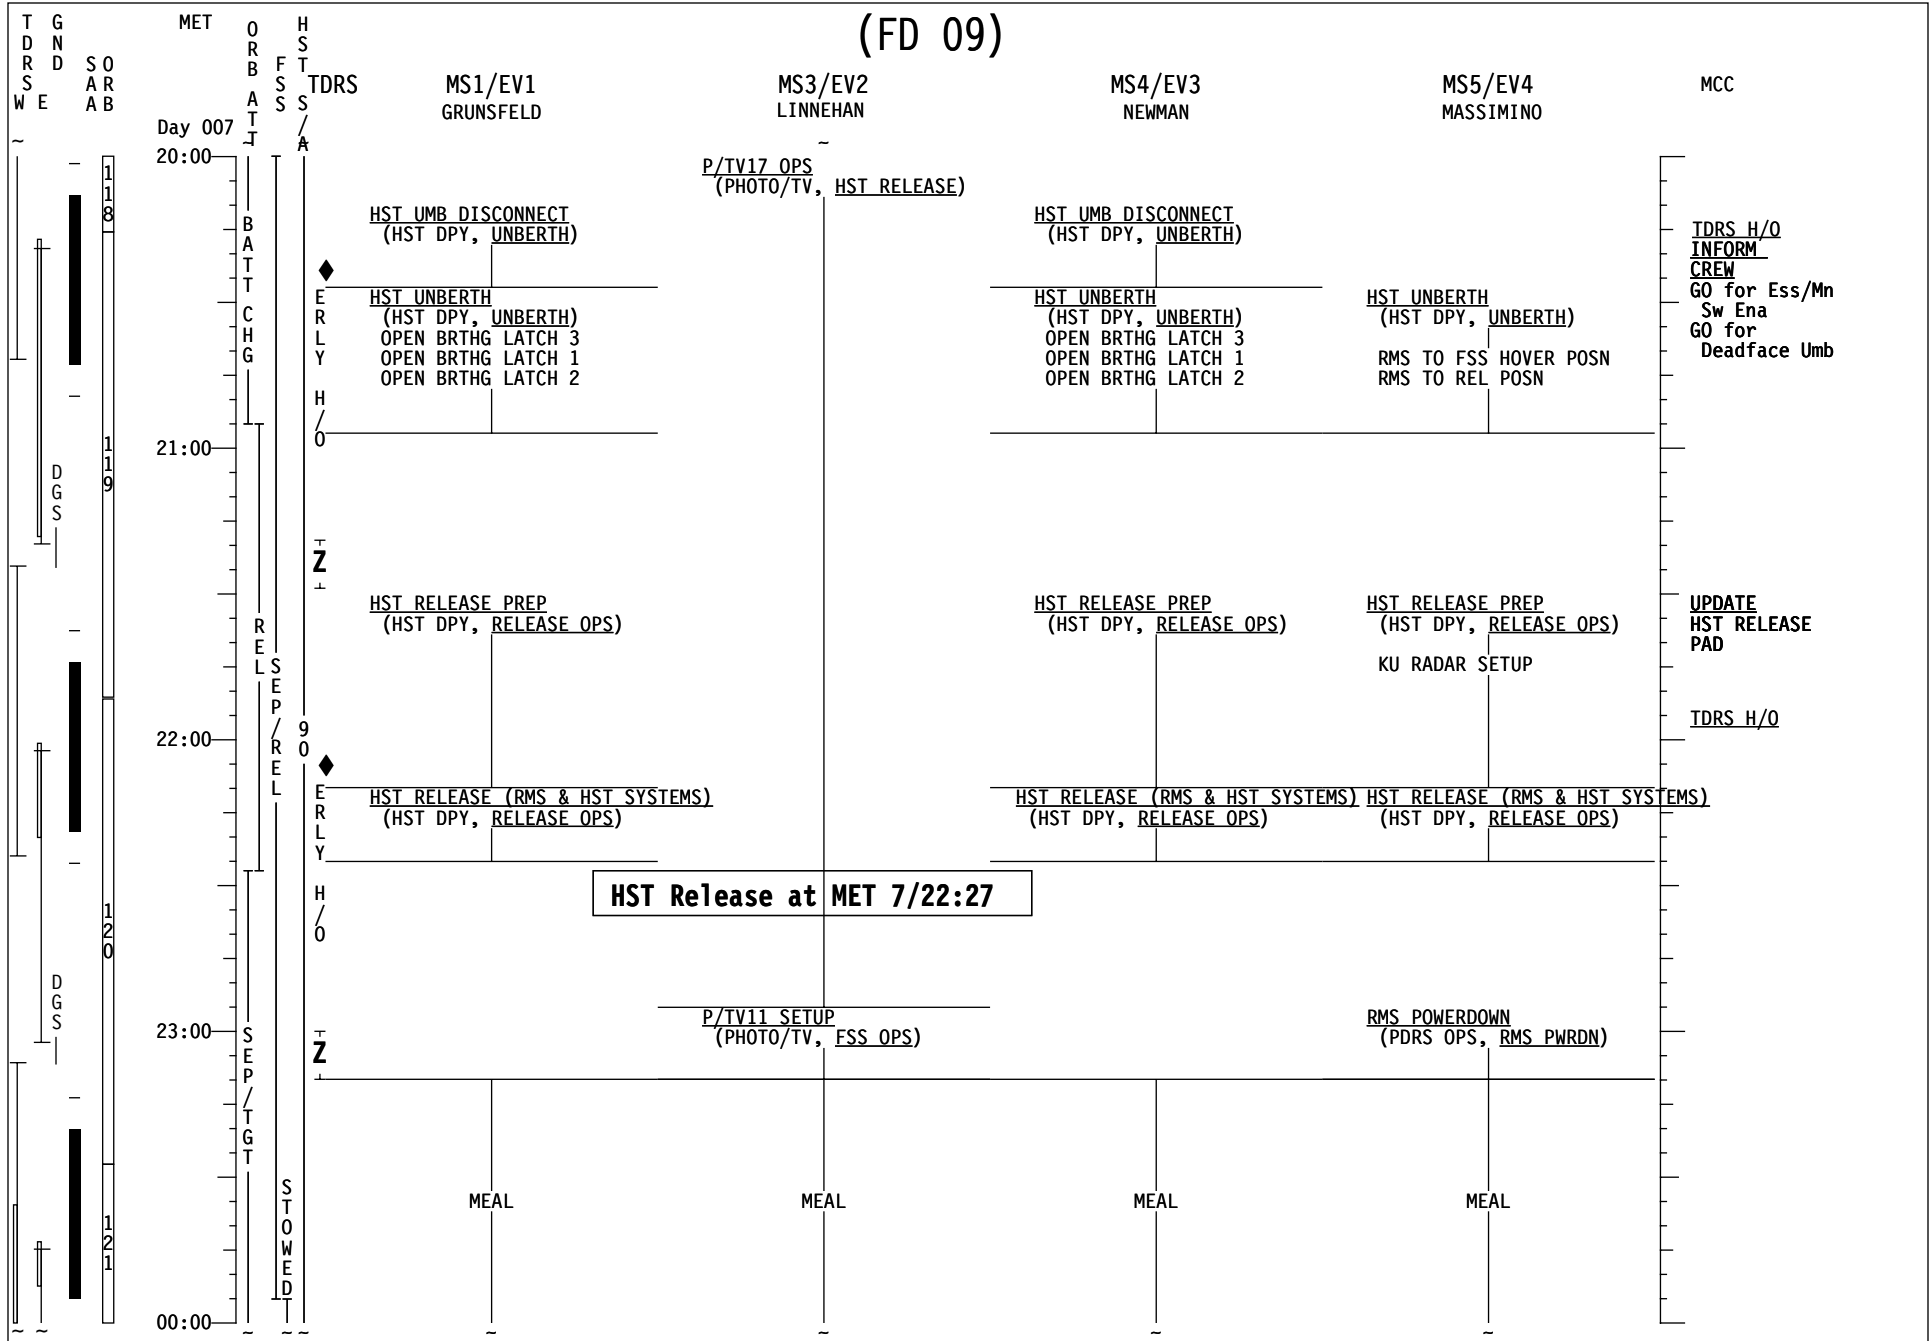 (FD 09)
TDRS
W E
GND
SAA
ORB
MET
ORB ATT
FSS
HST S/A
TDRS
MS1/EV1
GRUNSFELD
MS3/EV2
LINNEHAN
MS4/EV3
NEWMAN
MS5/EV4
MASSIMINO
MCC
Day 007
~ ~ ~
20:00
21:00
22:00
23:00
00:00
118
119
120
121
DGS
DGS
BATT CHG
REL
SEP/TGT
SEP/REL
STOWED
90
ERLY H/O
Z
ERLY H/O
Z
HST UMB DISCONNECT
(HST DPY, UNBERTH)
HST UNBERTH
(HST DPY, UNBERTH)
OPEN BRTHG LATCH 3
OPEN BRTHG LATCH 1
OPEN BRTHG LATCH 2
HST RELEASE PREP
(HST DPY, RELEASE OPS)
HST RELEASE (RMS & HST SYSTEMS)
(HST DPY, RELEASE OPS)
MEAL
P/TV17 OPS
(PHOTO/TV, HST RELEASE)
HST Release at MET 7/22:27
P/TV11 SETUP
(PHOTO/TV, FSS OPS)
MEAL
HST UMB DISCONNECT
(HST DPY, UNBERTH)
HST UNBERTH
(HST DPY, UNBERTH)
OPEN BRTHG LATCH 3
OPEN BRTHG LATCH 1
OPEN BRTHG LATCH 2
HST RELEASE PREP
(HST DPY, RELEASE OPS)
HST RELEASE (RMS & HST SYSTEMS)
(HST DPY, RELEASE OPS)
MEAL
HST UNBERTH
(HST DPY, UNBERTH)
RMS TO FSS HOVER POSN
RMS TO REL POSN
HST RELEASE PREP
(HST DPY, RELEASE OPS)
KU RADAR SETUP
HST RELEASE (RMS & HST SYSTEMS)
(HST DPY, RELEASE OPS)
RMS POWERDOWN
(PDRS OPS, RMS PWRDN)
MEAL
TDRS H/O
INFORM
CREW
GO for Ess/Mn
Sw Ena
GO for
Deadface Umb
UPDATE
HST RELEASE
PAD
TDRS H/O
~ ~ ~ ~ ~ ~ ~ ~ ~